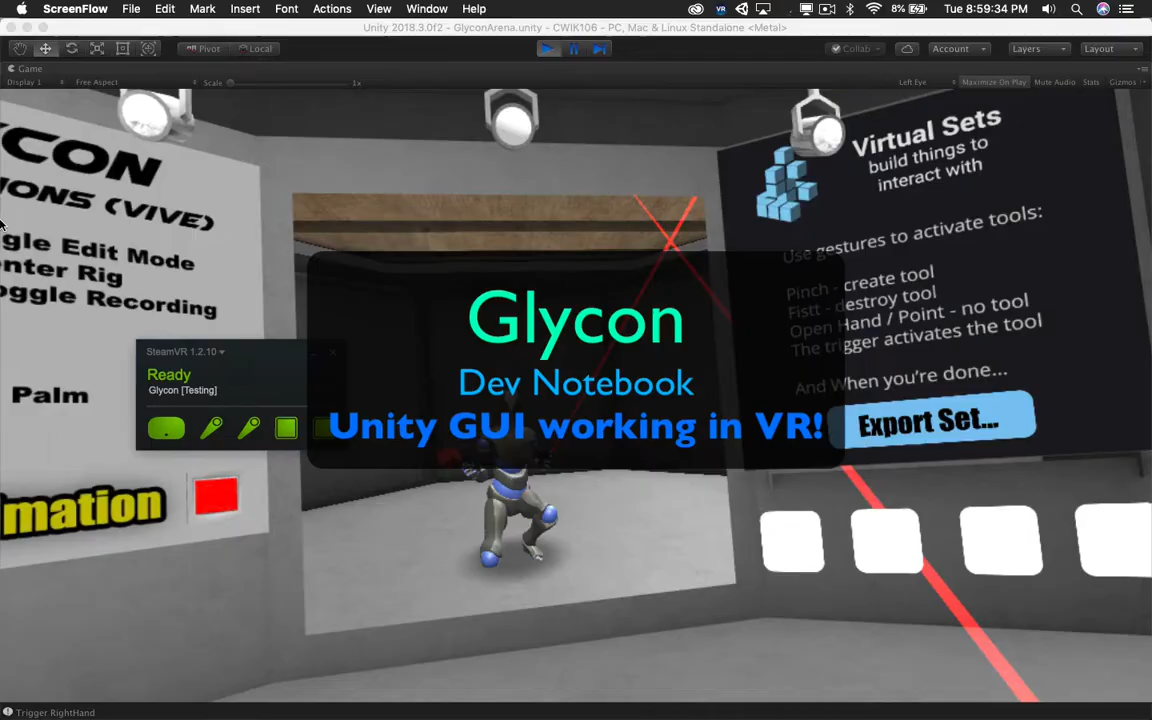 ScreenFlow File Edit Mark Insert Font Actions View Window Help VR 8% Tue 8:59:34 PM
Unity 2018.3.0f2 - GlyconArena.unity - CWIK106 - PC, Mac & Linux Standalone <Metal>
Pivot Local Collab Account Layers Layout
Game
Display 1 Free Aspect Scale 1x Left Eye Maximize On Play Mute Audio Stats Gizmos
YCON
IONS (VIVE)
ggle Edit Mode
enter Rig
oggle Recording
Palm
mation
SteamVR 1.2.10
Ready
Glycon [Testing]
Glycon
Dev Notebook
Unity GUI working in VR!
Virtual Sets
build things to
interact with
Use gestures to activate tools:
Pinch - create tool
Fistt - destroy tool
Open Hand / Point - no tool
The trigger activates the tool
And When you're done...
Export Set...
Trigger RightHand